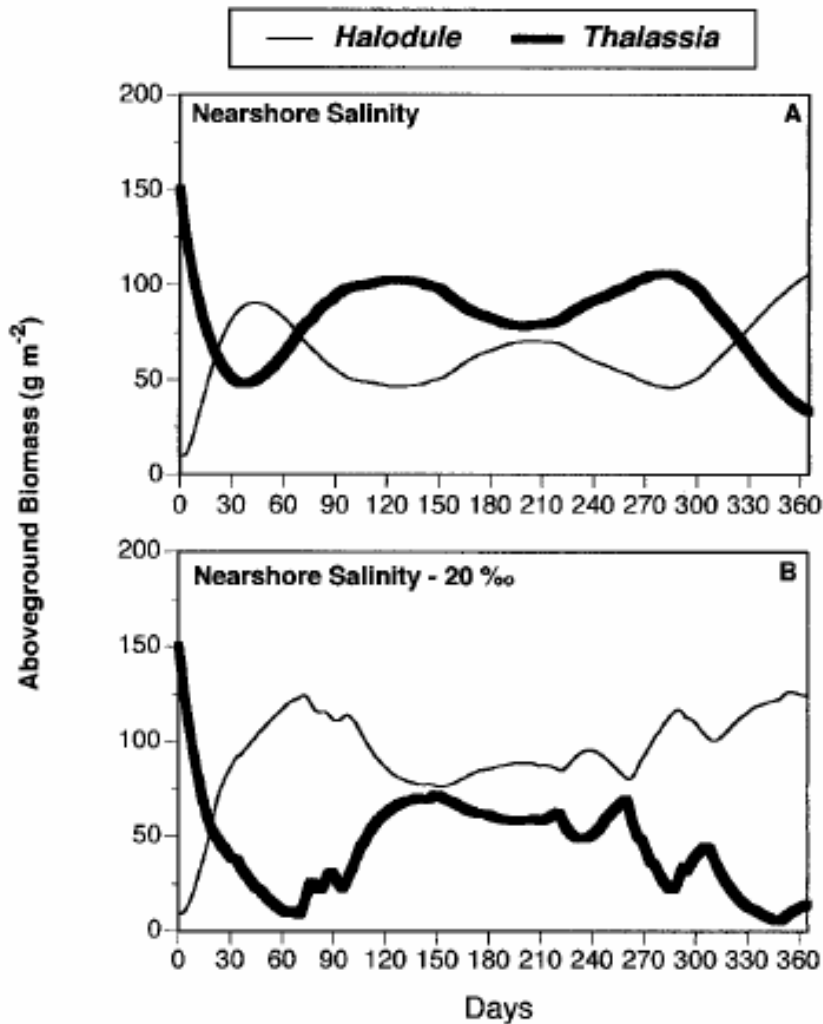 Halodule Thalassia
Aboveground Biomass (g m⁻²)
Nearshore Salinity A
200
150
100
50
0
0 30 60 90 120 150 180 210 240 270 300 330 360
Nearshore Salinity - 20 ‰ B
200
150
100
50
0
0 30 60 90 120 150 180 210 240 270 300 330 360
Days